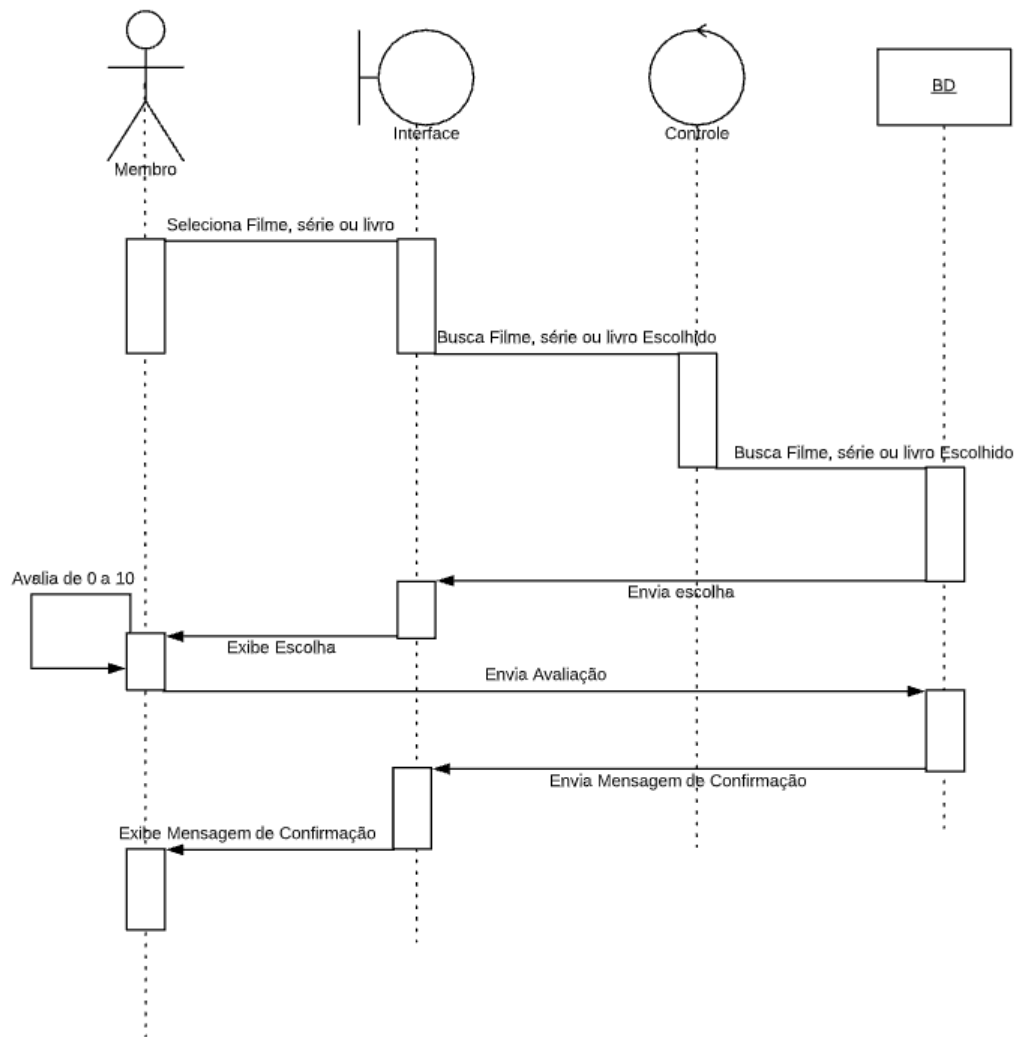 BD
Interface
Controle
Membro
Seleciona Filme, série ou livro
Busca Filme, série ou livro Escolhido
Busca Filme, série ou livro Escolhido
Avalia de 0 a 10
Envia escolha
Exibe Escolha
Envia Avaliação
Envia Mensagem de Confirmação
Exibe Mensagem de Confirmação